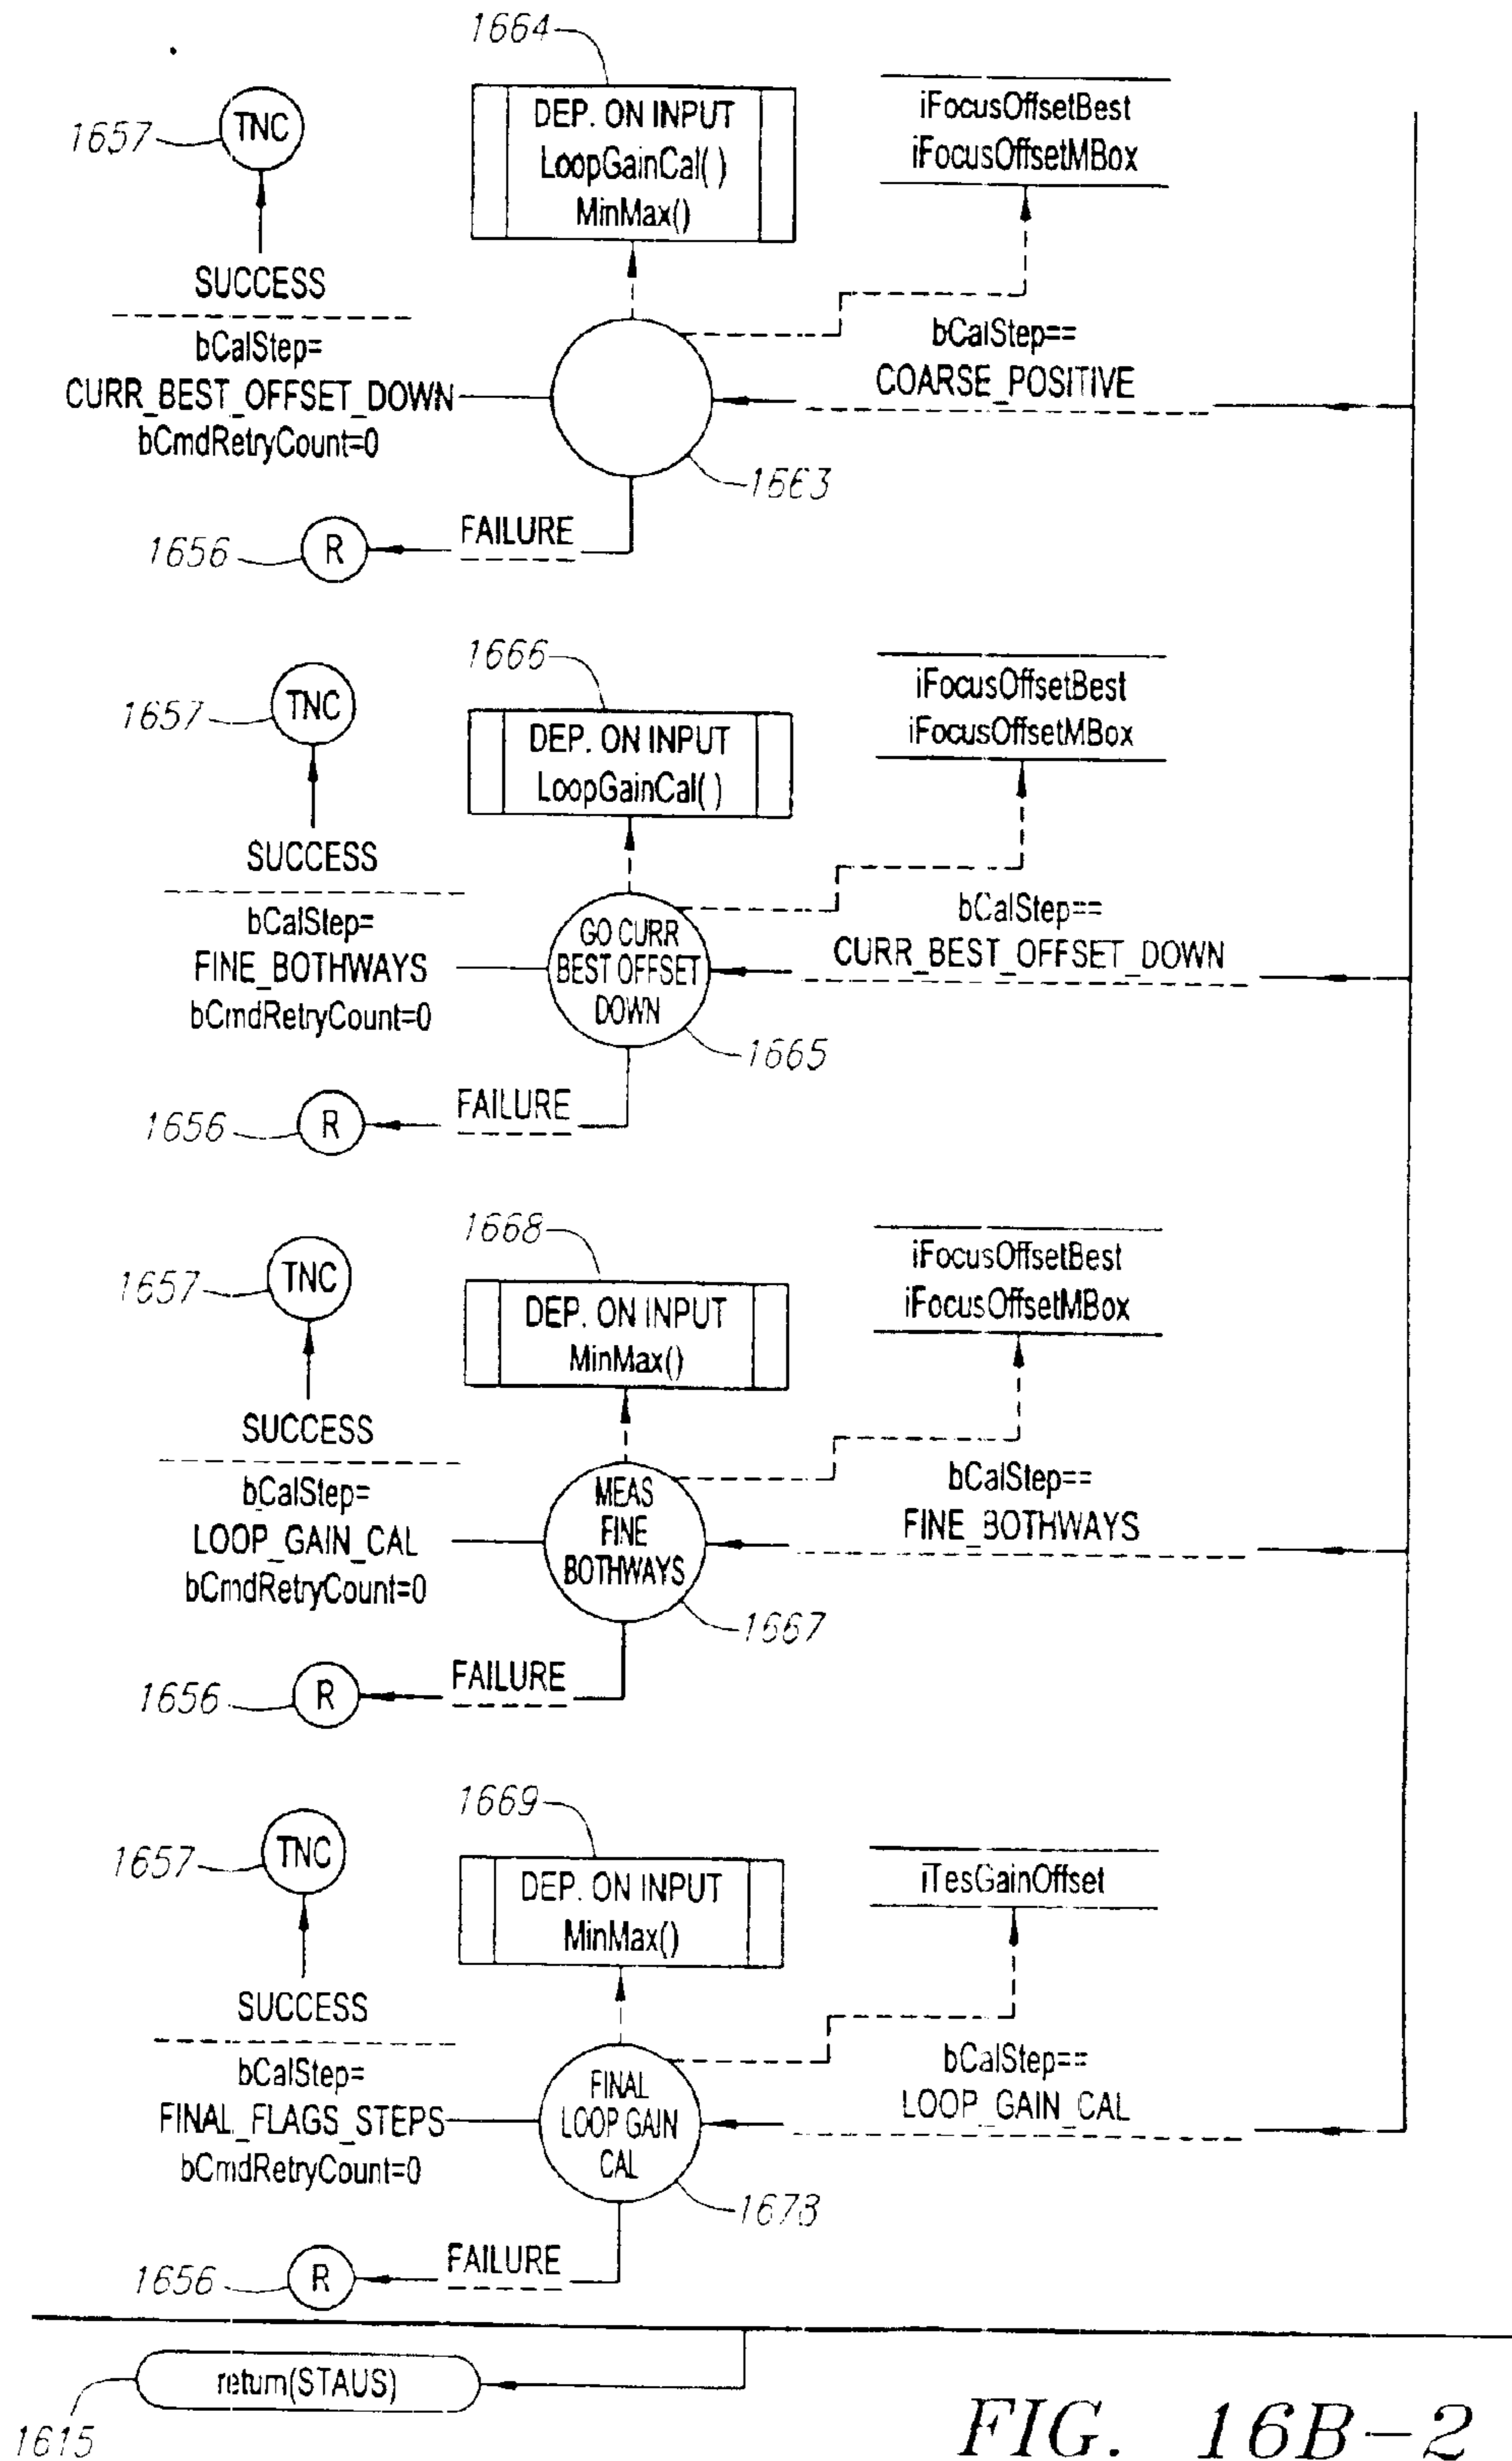 1664
1657
TNC
DEP. ON INPUT
LoopGainCal( )
MinMax()
iFocusOffsetBest
iFocusOffsetMBox
SUCCESS
bCalStep=
CURR_BEST_OFFSET_DOWN
bCmdRetryCount=0
bCalStep==
COARSE_POSITIVE
1663
1656
R
FAILURE
1666
1657
TNC
DEP. ON INPUT
LoopGainCal( )
iFocusOffsetBest
iFocusOffsetMBox
SUCCESS
bCalStep=
FINE_BOTHWAYS
bCmdRetryCount=0
GO CURR
BEST OFFSET
DOWN
bCalStep==
CURR_BEST_OFFSET_DOWN
1665
1656
R
FAILURE
1668
1657
TNC
DEP. ON INPUT
MinMax()
iFocusOffsetBest
iFocusOffsetMBox
SUCCESS
bCalStep=
LOOP_GAIN_CAL
bCmdRetryCount=0
MEAS
FINE
BOTHWAYS
bCalStep==
FINE_BOTHWAYS
1667
1656
R
FAILURE
1669
1657
TNC
DEP. ON INPUT
MinMax()
iTesGainOffset
SUCCESS
bCalStep=
FINAL_FLAGS_STEPS
bCmdRetryCount=0
FINAL
LOOP GAIN
CAL
bCalStep==
LOOP_GAIN_CAL
1673
1656
R
FAILURE
return(STAUS)
1615
FIG. 16B-2